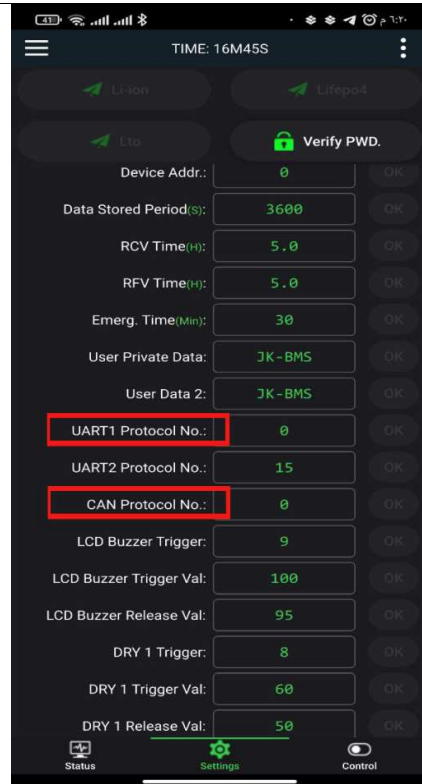 41 م ٦:٢٠
TIME: 16M45S
Li-ion Lifepo4
Lto Verify PWD.
Device Addr.: 0 OK
Data Stored Period(S): 3600 OK
RCV Time(H): 5.0 OK
RFV Time(H): 5.0 OK
Emerg. Time(Min): 30 OK
User Private Data: JK-BMS OK
User Data 2: JK-BMS OK
UART1 Protocol No.: 0 OK
UART2 Protocol No.: 15 OK
CAN Protocol No.: 0 OK
LCD Buzzer Trigger: 9 OK
LCD Buzzer Trigger Val: 100 OK
LCD Buzzer Release Val: 95 OK
DRY 1 Trigger: 8 OK
DRY 1 Trigger Val: 60 OK
DRY 1 Release Val: 50 OK
Status Settings Control